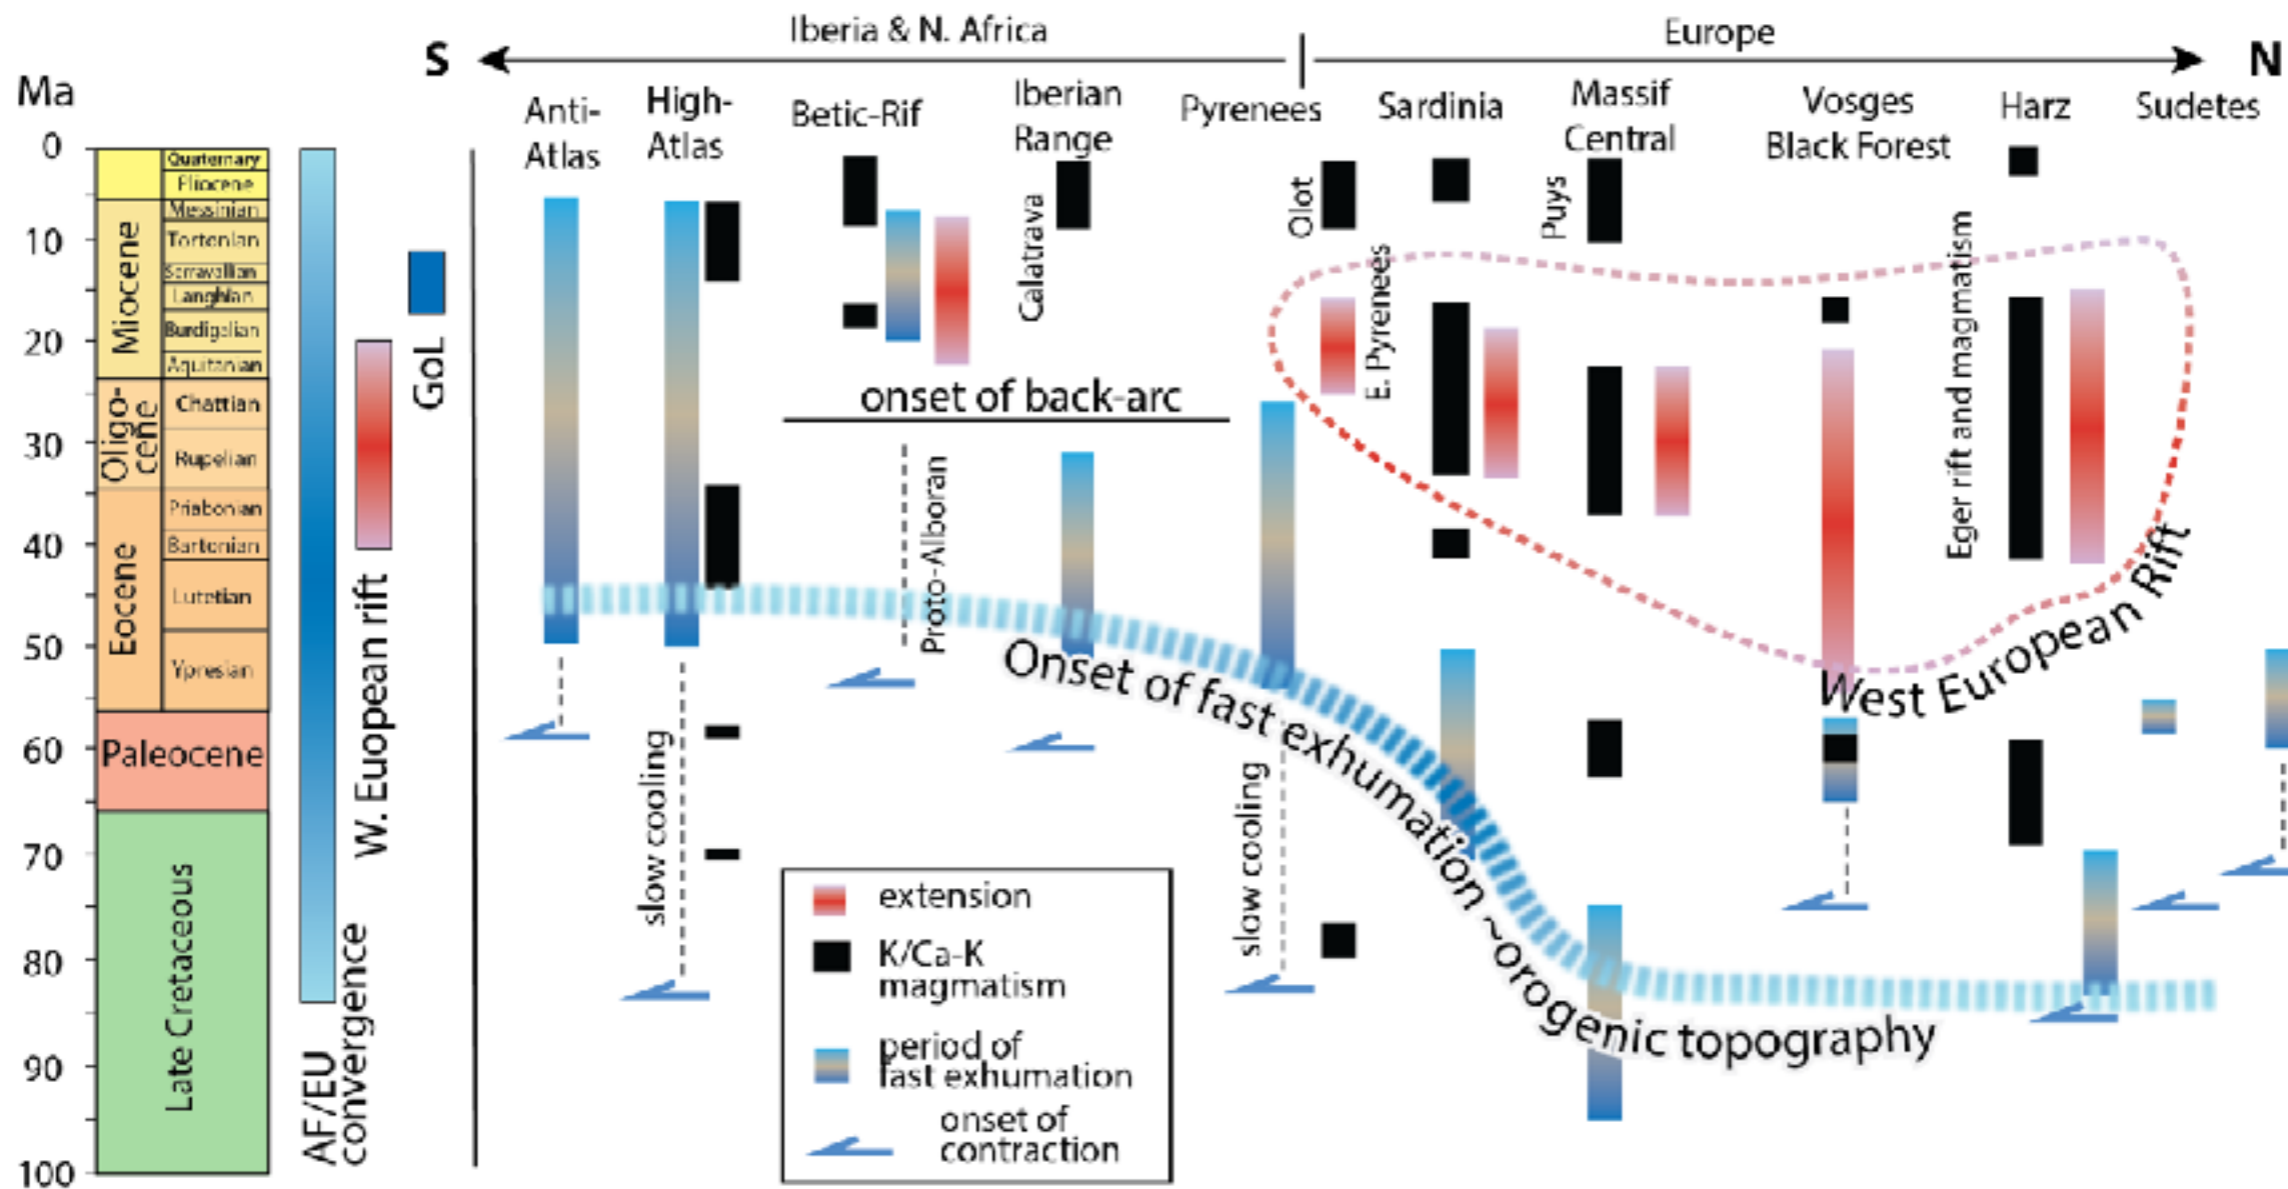 Iberia & N. Africa
Europe
S
N
Ma
Anti-
Atlas
High-
Atlas
Betic-Rif
Iberian
Range
Pyrenees
Sardinia
Massif
Central
Vosges
Black Forest
Harz
Sudetes
0
10
20
30
40
50
60
70
80
90
100
Quaternary
Pliocene
Messinian
Tortonian
Serravallian
Langhian
Burdigalian
Aquitanian
Chattian
Rupelian
Priabonian
Bartonian
Lutetian
Ypresian
Miocene
Oligo-
cene
Eocene
Paleocene
Late Cretaceous
AF/EU
convergence
W. Euopean rift
GoL
slow cooling
onset of back-arc
Proto-Alboran
Calatrava
Olot
E. Pyrenees
Puys
Eger rift and magmatism
slow cooling
West European Rift
Onset of fast exhumation ~orogenic topography
extension
K/Ca-K
magmatism
period of
fast exhumation
onset of
contraction